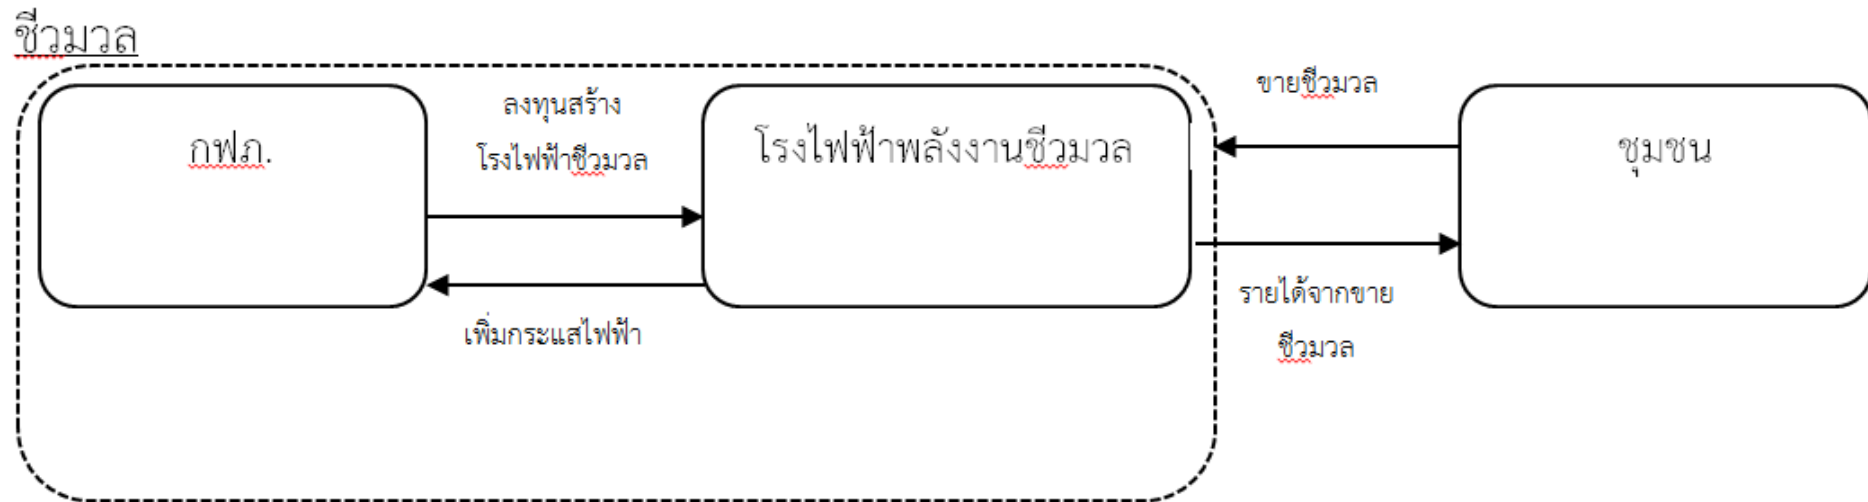 ชีวมวล
กฟภ.
ลงทุนสร้าง
โรงไฟฟ้าชีวมวล
เพิ่มกระแสไฟฟ้า
โรงไฟฟ้าพลังงานชีวมวล
ขายชีวมวล
รายได้จากขาย
ชีวมวล
ชุมชน